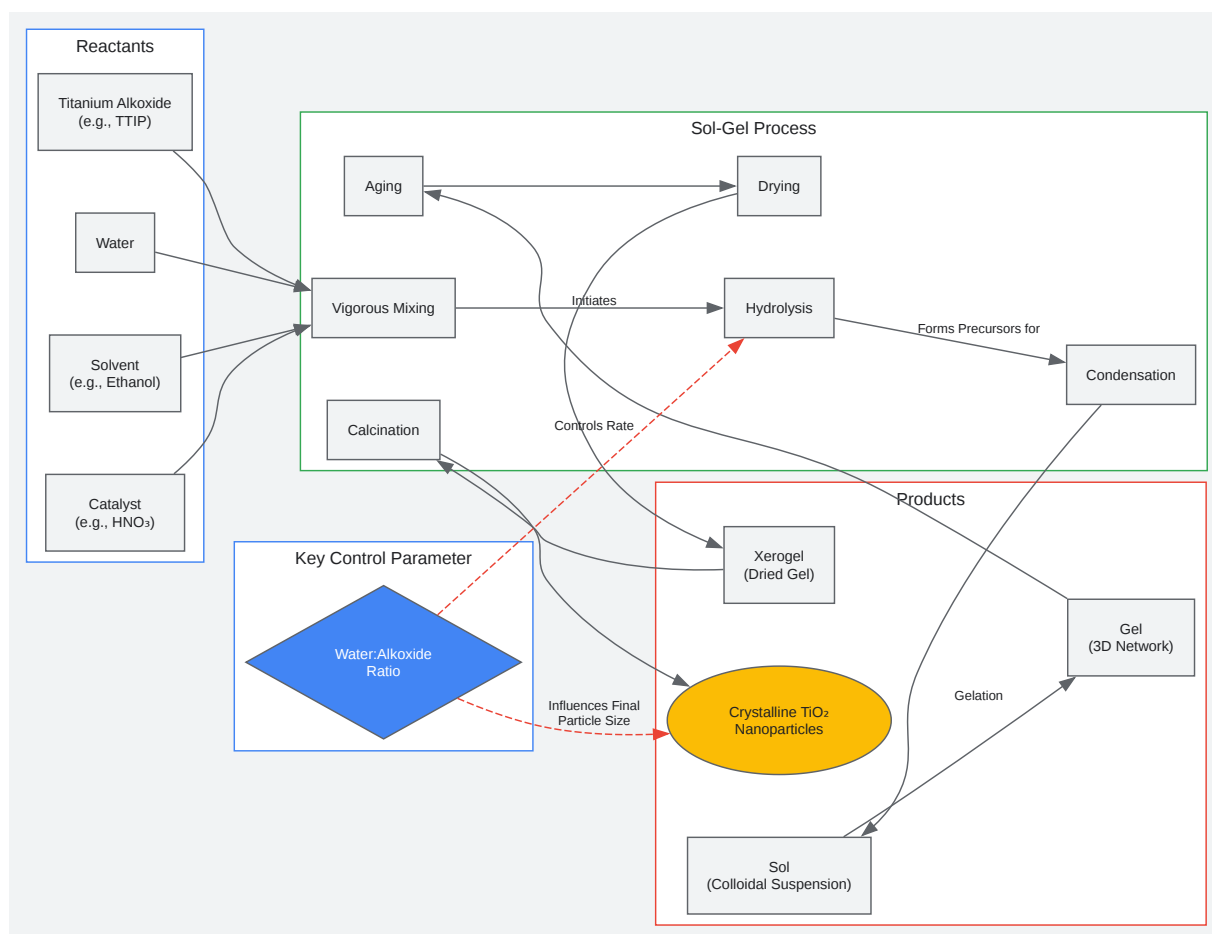 Reactants
Titanium Alkoxide
(e.g., TTIP)
Water
Solvent
(e.g., Ethanol)
Catalyst
(e.g., HNO₃)
Sol-Gel Process
Aging
Drying
Vigorous Mixing
Initiates
Hydrolysis
Forms Precursors for
Condensation
Calcination
Controls Rate
Key Control Parameter
Water:Alkoxide
Ratio
Influences Final
Particle Size
Products
Xerogel
(Dried Gel)
Gel
(3D Network)
Gelation
Crystalline TiO₂
Nanoparticles
Sol
(Colloidal Suspension)